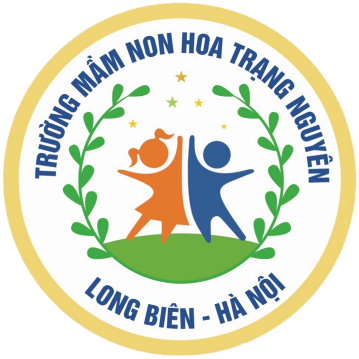 TRƯỜNG MẦM NON HOA TRẠNG NGUYÊN
LONG BIÊN - HÀ NỘI